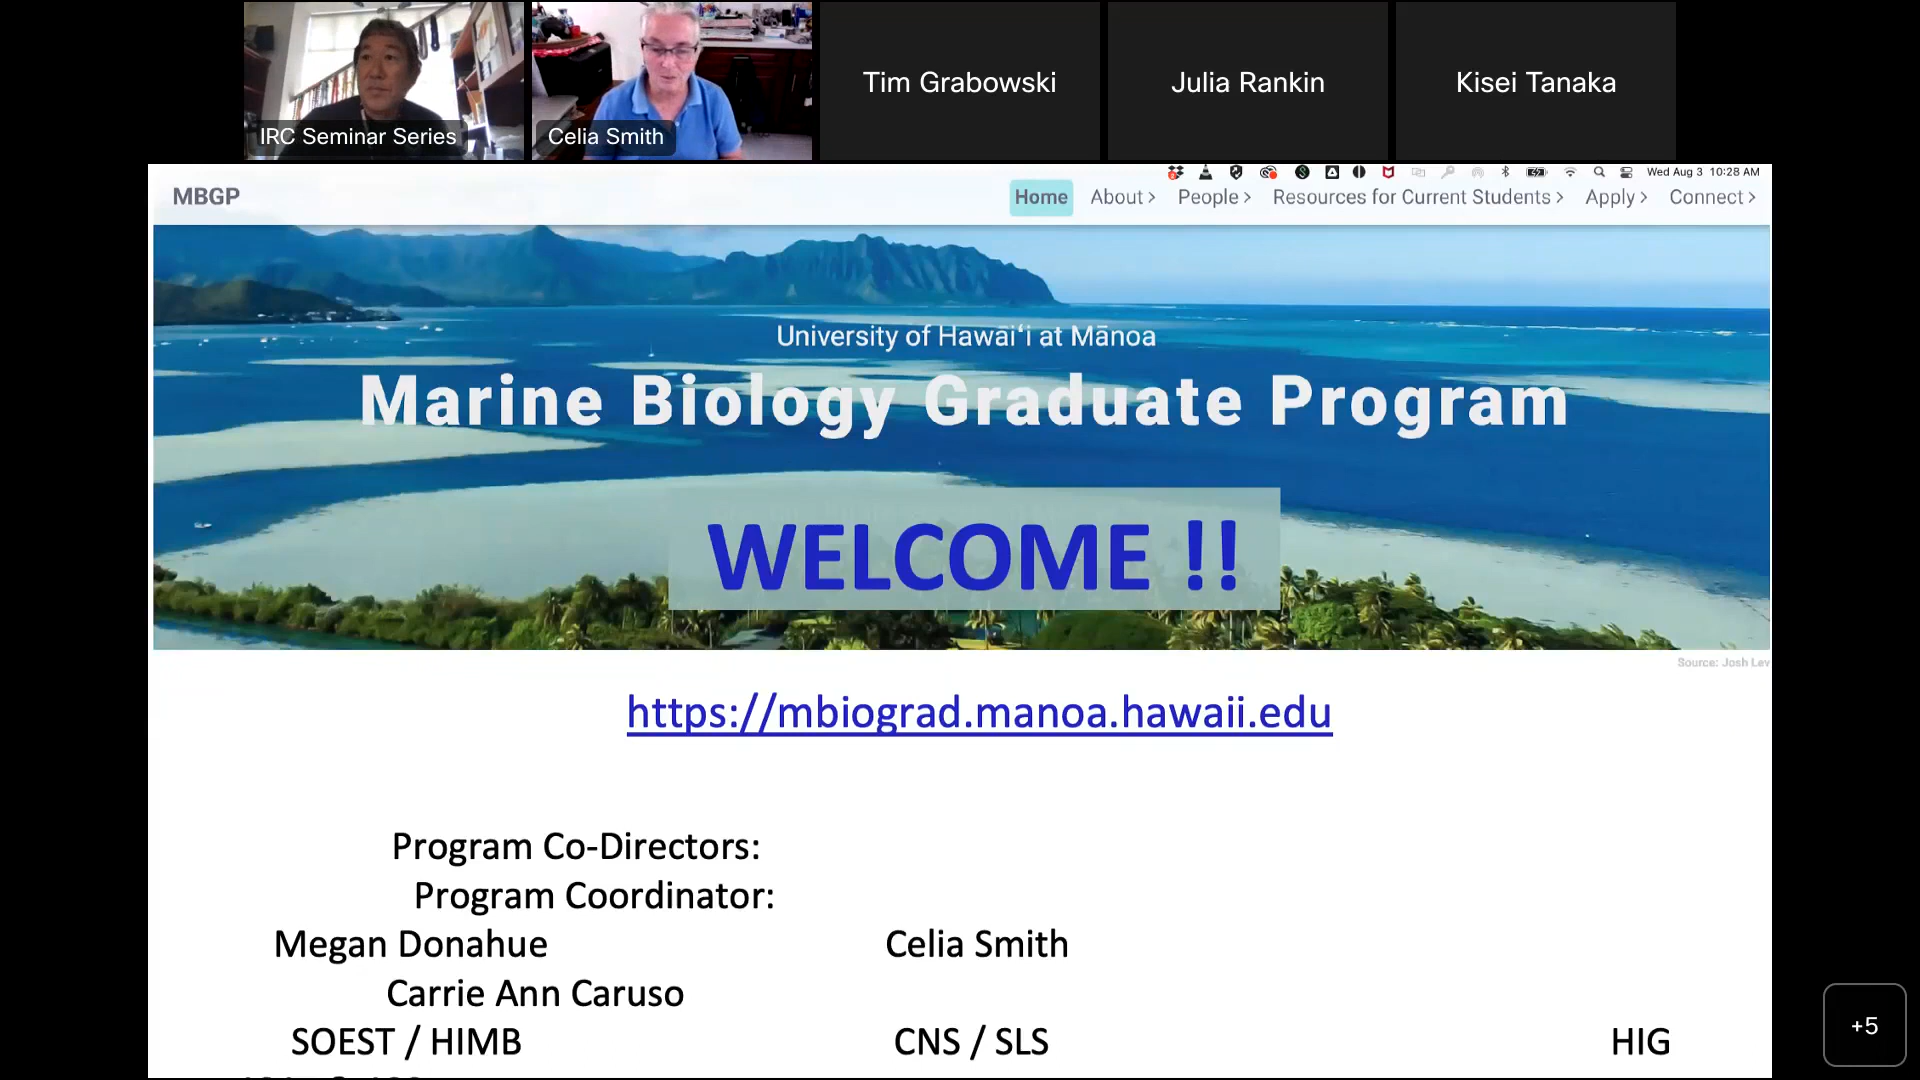 Tim Grabowski
Julia Rankin
Kisei Tanaka
IRC Seminar Series
Celia Smith
Wed Aug 3 10:28 AM
MBGP
Home About > People > Resources for Current Students > Apply > Connect >
University of Hawaiʻi at Mānoa
Marine Biology Graduate Program
WELCOME !!
Source: Josh Lev
https://mbiograd.manoa.hawaii.edu
Program Co-Directors:
Program Coordinator:
Megan Donahue Celia Smith
Carrie Ann Caruso
SOEST / HIMB CNS / SLS HIG
+5